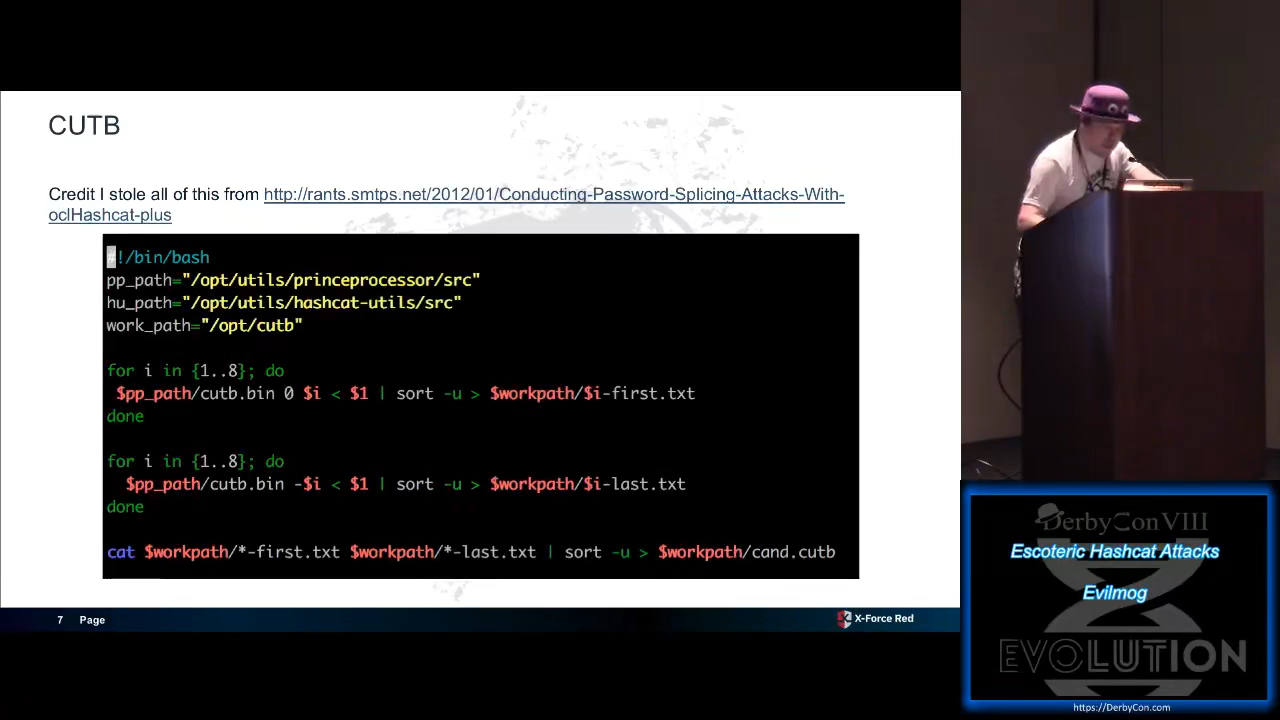 CUTB
Credit I stole all of this from http://rants.smtps.net/2012/01/Conducting-Password-Splicing-Attacks-With-
oclHashcat-plus
#!/bin/bash
pp_path="/opt/utils/princeprocessor/src"
hu_path="/opt/utils/hashcat-utils/src"
work_path="/opt/cutb"
for i in {1..8}; do
$pp_path/cutb.bin 0 $i < $1 | sort -u > $workpath/$i-first.txt
done
for i in {1..8}; do
$pp_path/cutb.bin -$i < $1 | sort -u > $workpath/$i-last.txt
done
cat $workpath/*-first.txt $workpath/*-last.txt | sort -u > $workpath/cand.cutb
7 Page
X-Force Red
DerbyCon VIII
Escoteric Hashcat Attacks
Evilmog
EVOLUTION
https://DerbyCon.com